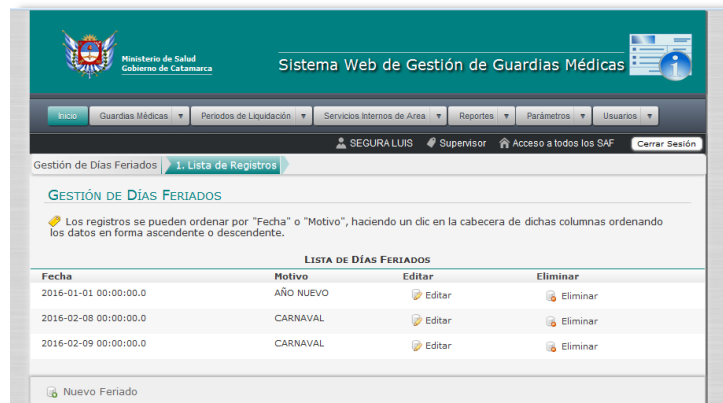 Ministerio de Salud
Gobierno de Catamarca
Sistema Web de Gestión de Guardias Médicas
Inicio Guardias Médicas Periodos de Liquidación Servicios Internos de Area Reportes Parámetros Usuarios
SEGURA LUIS Supervisor Acceso a todos los SAF Cerrar Sesión
Gestión de Días Feriados 1. Lista de Registros
GESTIÓN DE DÍAS FERIADOS
Los registros se pueden ordenar por "Fecha" o "Motivo", haciendo un clic en la cabecera de dichas columnas ordenando
los datos en forma ascendente o descendente.
LISTA DE DÍAS FERIADOS
Fecha Motivo Editar Eliminar
2016-01-01 00:00:00.0 AÑO NUEVO Editar Eliminar
2016-02-08 00:00:00.0 CARNAVAL Editar Eliminar
2016-02-09 00:00:00.0 CARNAVAL Editar Eliminar
Nuevo Feriado